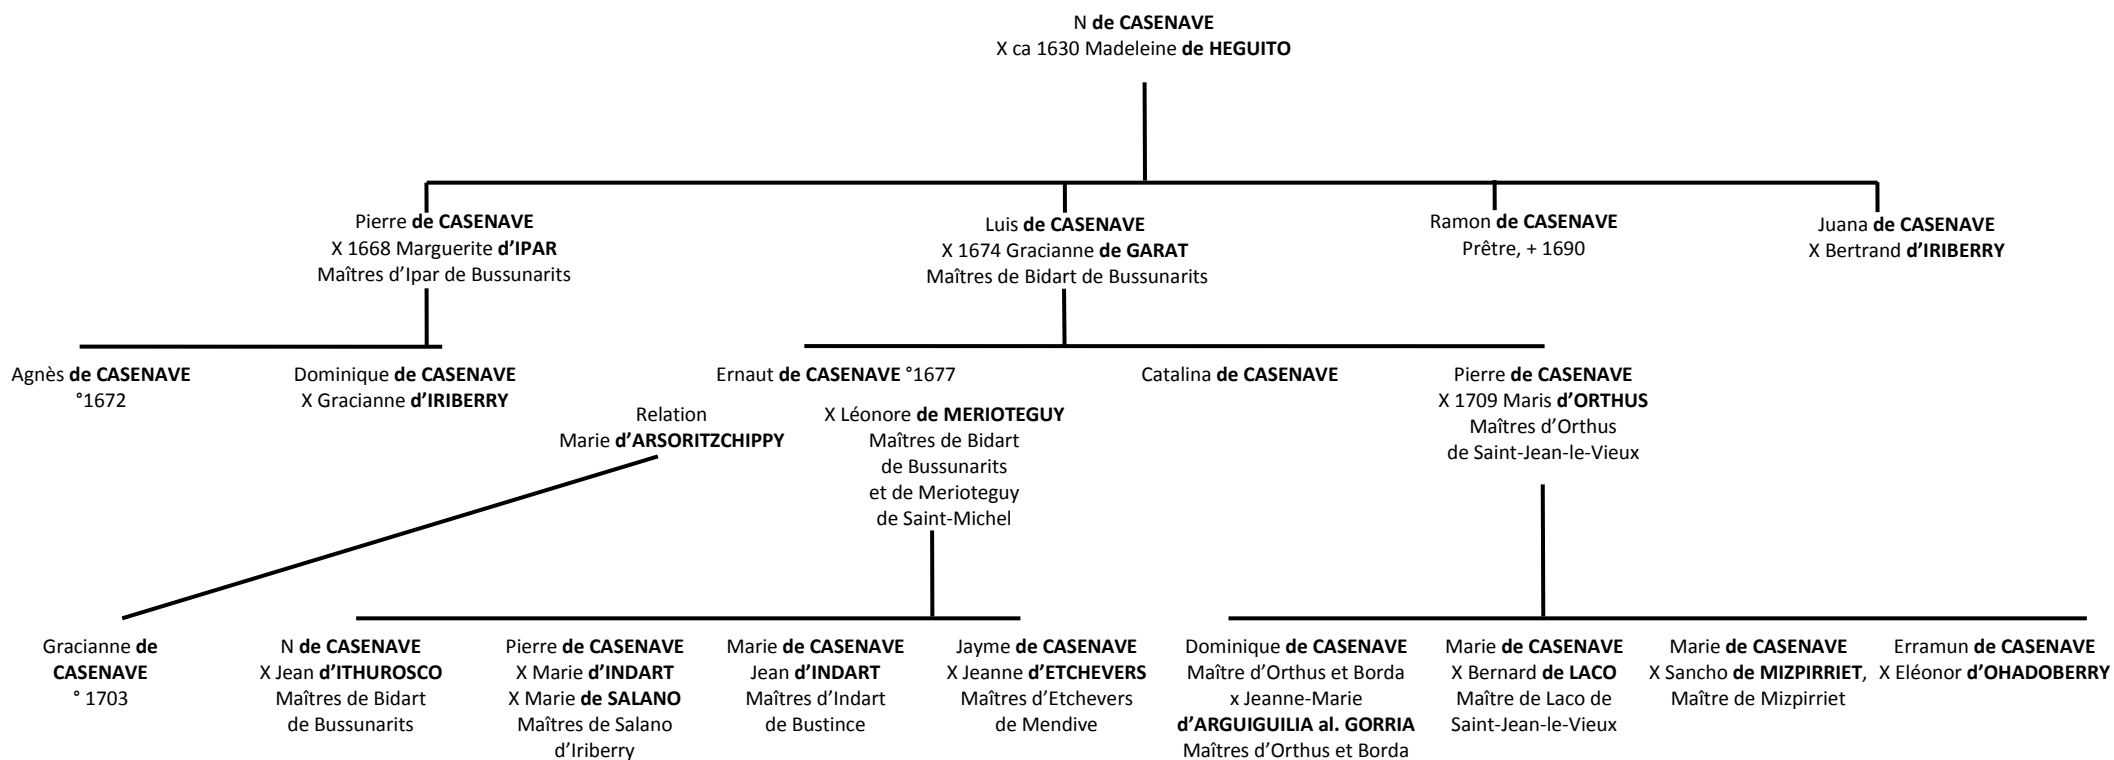 N de CASENAVE
X ca 1630 Madeleine de HEGUITO
Pierre de CASENAVE
X 1668 Marguerite d'IPAR
Maîtres d'Ipar de Bussunarits
Luis de CASENAVE
X 1674 Gracianne de GARAT
Maîtres de Bidart de Bussunarits
Ramon de CASENAVE
Prêtre, + 1690
Juana de CASENAVE
X Bertrand d'IRIBERRY
Agnès de CASENAVE
°1672
Dominique de CASENAVE
X Gracianne d'IRIBERRY
Ernaut de CASENAVE °1677
Relation
Marie d'ARSORITZCHIPPY
X Léonore de MERIOTEGUY
Maîtres de Bidart
de Bussunarits
et de Merioteguy
de Saint-Michel
Catalina de CASENAVE
Pierre de CASENAVE
X 1709 Maris d'ORTHUS
Maîtres d'Orthus
de Saint-Jean-le-Vieux
Gracianne de
CASENAVE
° 1703
N de CASENAVE
X Jean d'ITHUROSCO
Maîtres de Bidart
de Bussunarits
Pierre de CASENAVE
X Marie d'INDART
X Marie de SALANO
Maîtres de Salano
d'Iriberry
Marie de CASENAVE
Jean d'INDART
Maîtres d'Indart
de Bustince
Jayme de CASENAVE
X Jeanne d'ETCHEVERS
Maîtres d'Etchevers
de Mendive
Dominique de CASENAVE
Maître d'Orthus et Borda
x Jeanne-Marie
d'ARGUIGUILIA al. GORRIA
Maîtres d'Orthus et Borda
Marie de CASENAVE
X Bernard de LACO
Maître de Laco de
Saint-Jean-le-Vieux
Marie de CASENAVE
X Sancho de MIZPIRRIET,
Maître de Mizpirriet
Erramun de CASENAVE
X Eléonor d'OHADOBERRY